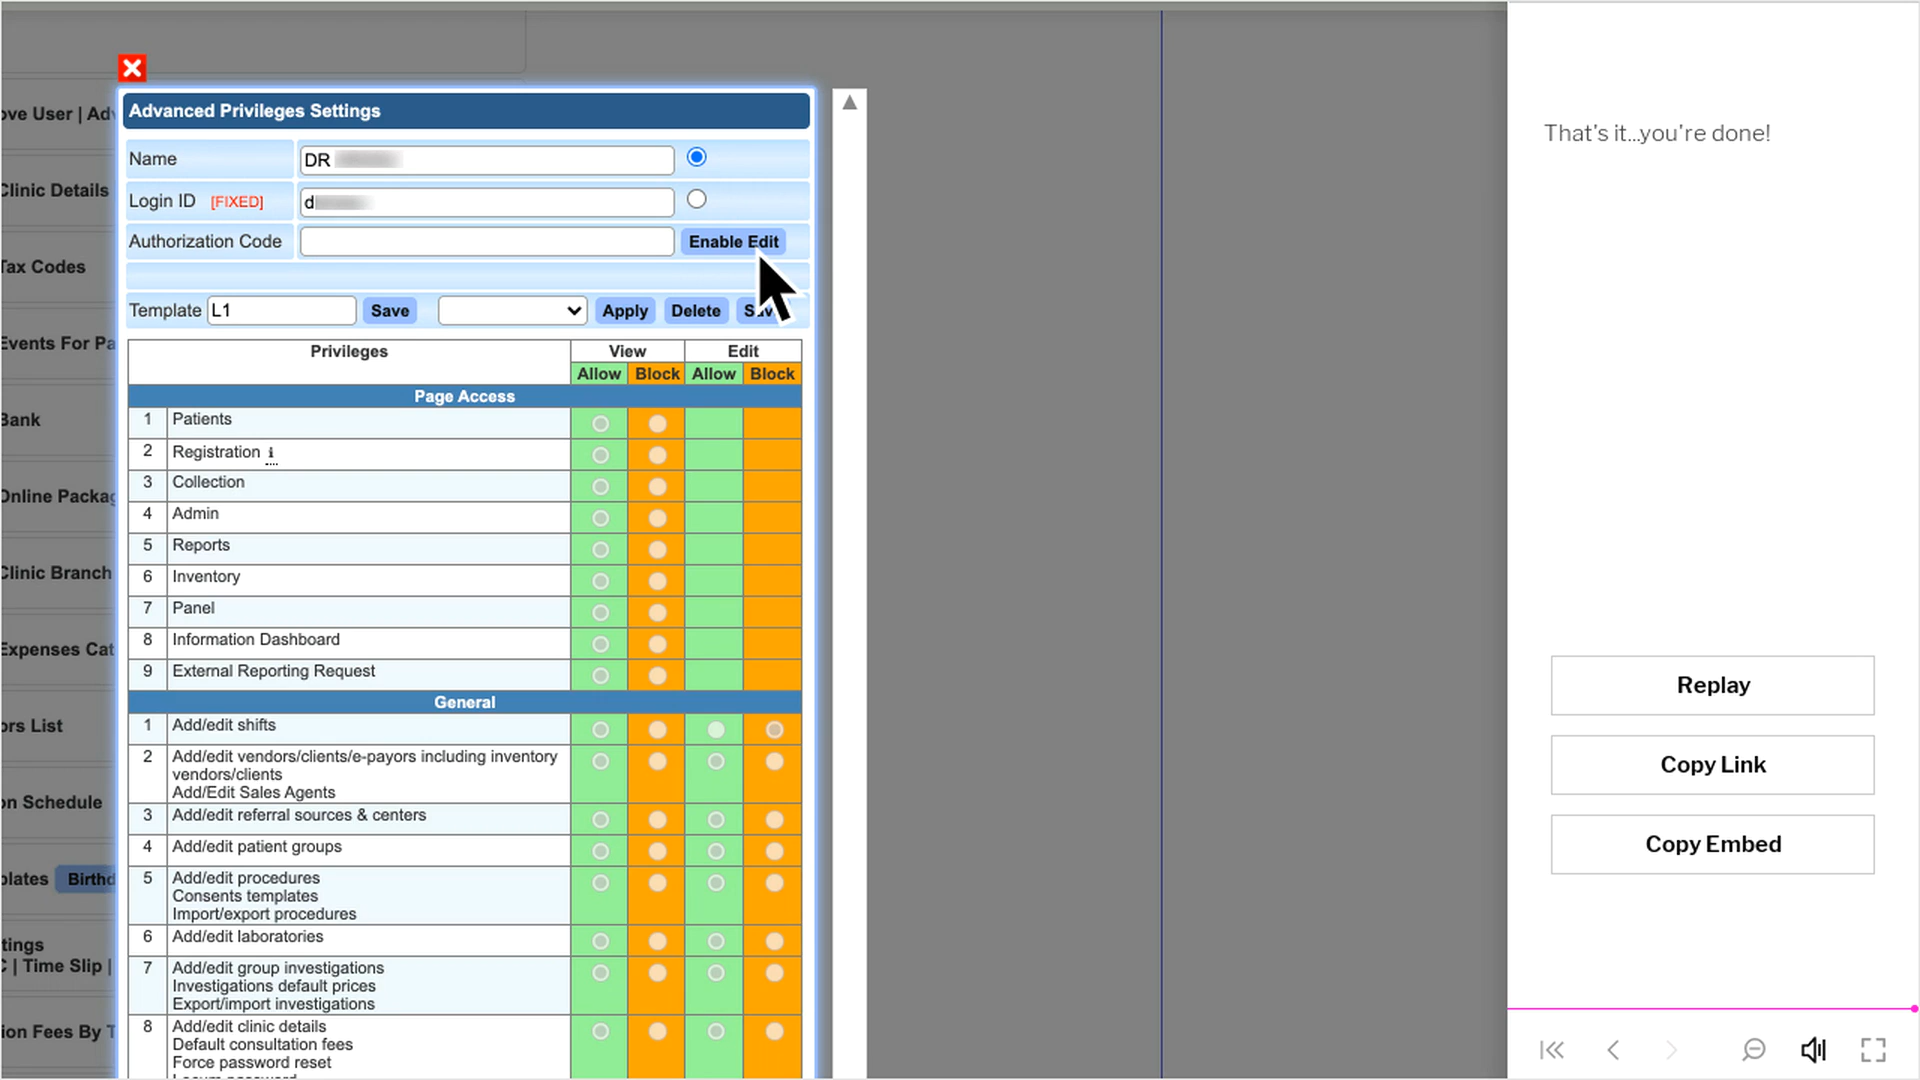 Advanced Privileges Settings
That's it...you're done!
ove User | Adv
Clinic Details
Tax Codes
Events For Pa
Bank
Online Packag
Clinic Branch
Expenses Cat
ors List
on Schedule
plates Birthd
tings
C | Time Slip |
ion Fees By T
Name DR
Login ID [FIXED] d
Authorization Code Enable Edit
Template L1 Save Apply Delete Sav
Privileges View Edit
Allow Block Allow Block
Page Access
1 Patients
2 Registration i
3 Collection
4 Admin
5 Reports
6 Inventory
7 Panel
8 Information Dashboard
9 External Reporting Request
General
1 Add/edit shifts
2 Add/edit vendors/clients/e-payors including inventory
vendors/clients
Add/Edit Sales Agents
3 Add/edit referral sources & centers
4 Add/edit patient groups
5 Add/edit procedures
Consents templates
Import/export procedures
6 Add/edit laboratories
7 Add/edit group investigations
Investigations default prices
Export/import investigations
8 Add/edit clinic details
Default consultation fees
Force password reset
Replay
Copy Link
Copy Embed